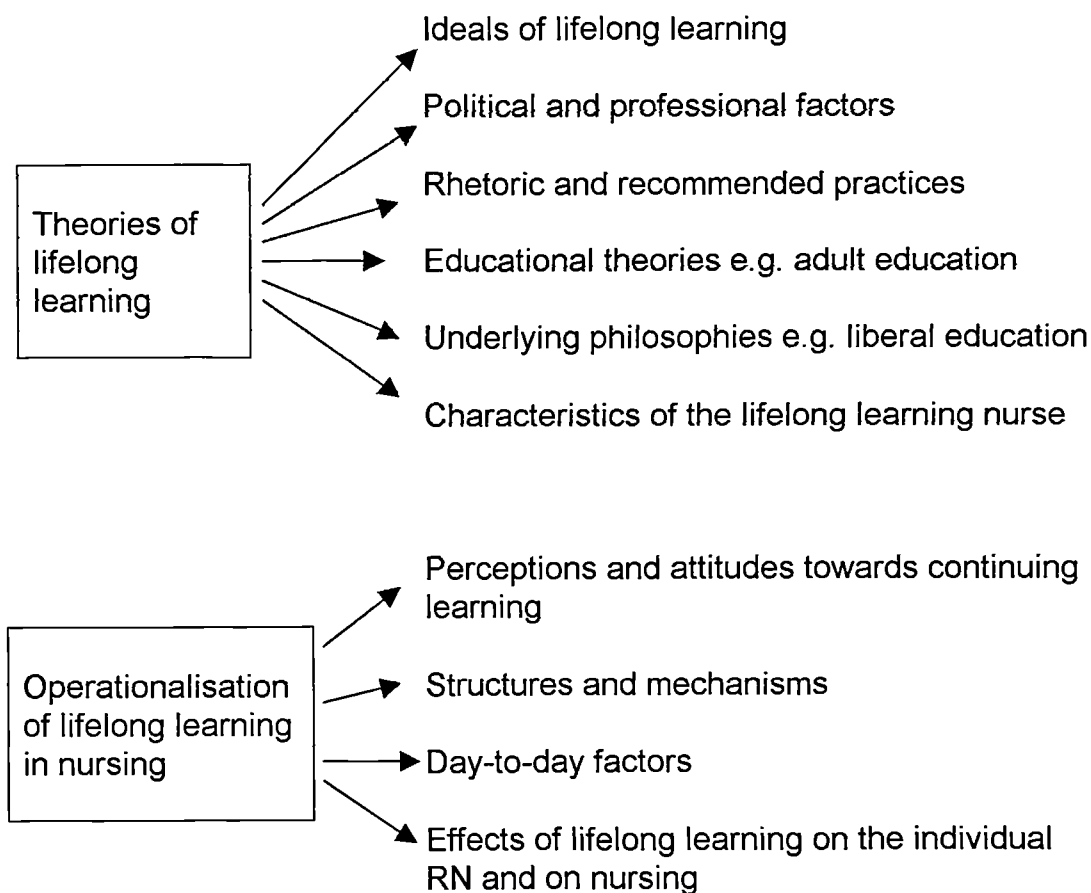 Theories of
lifelong
learning
Ideals of lifelong learning
Political and professional factors
Rhetoric and recommended practices
Educational theories e.g. adult education
Underlying philosophies e.g. liberal education
Characteristics of the lifelong learning nurse
Operationalisation
of lifelong learning
in nursing
Perceptions and attitudes towards continuing
learning
Structures and mechanisms
Day-to-day factors
Effects of lifelong learning on the individual
RN and on nursing